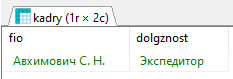 kadry (1r × 2c)
fio dolgznost
Авхимович С. Н. Экспедитор